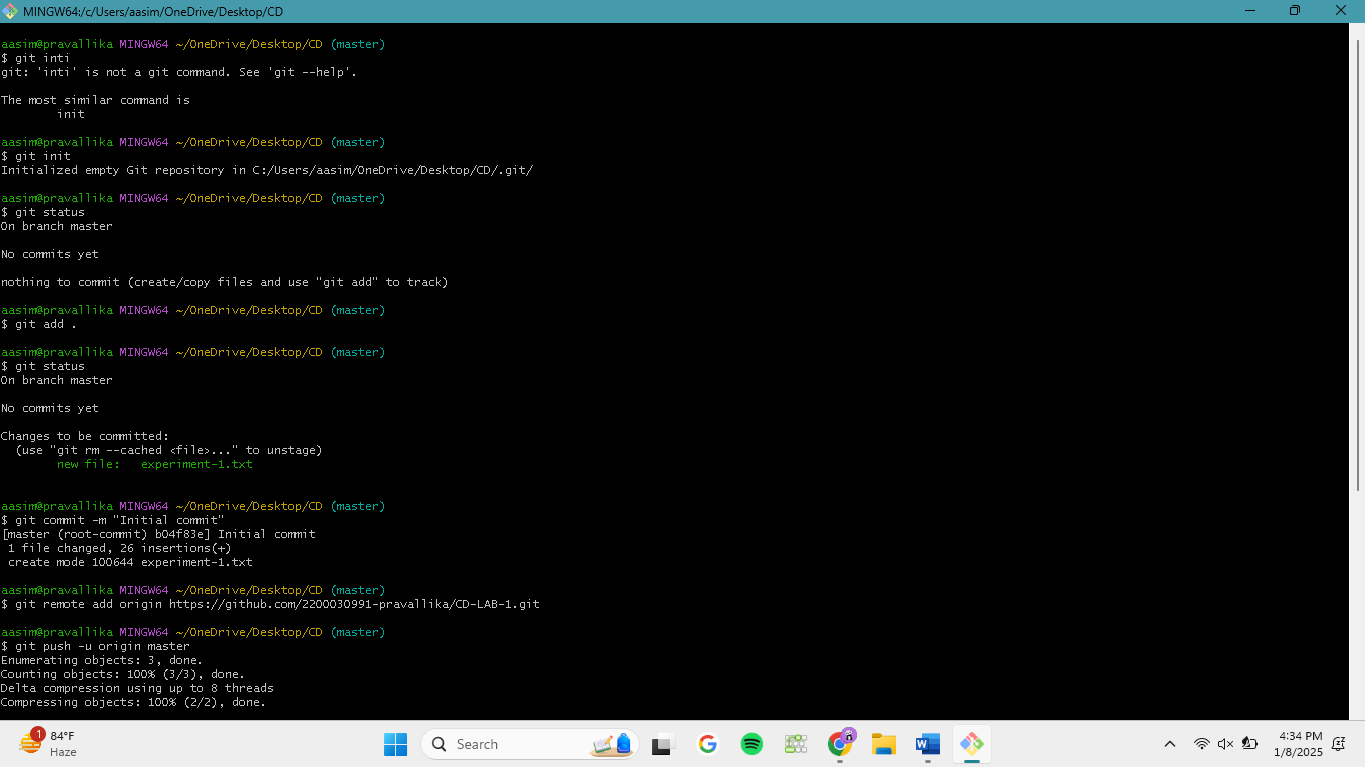 MINGW64:/c/Users/aasim/OneDrive/Desktop/CD
aasim@pravallika MINGW64 ~/OneDrive/Desktop/CD (master)
$ git inti
git: 'inti' is not a git command. See 'git --help'.
The most similar command is
init
aasim@pravallika MINGW64 ~/OneDrive/Desktop/CD (master)
$ git init
Initialized empty Git repository in C:/Users/aasim/OneDrive/Desktop/CD/.git/
aasim@pravallika MINGW64 ~/OneDrive/Desktop/CD (master)
$ git status
On branch master
No commits yet
nothing to commit (create/copy files and use "git add" to track)
aasim@pravallika MINGW64 ~/OneDrive/Desktop/CD (master)
$ git add .
aasim@pravallika MINGW64 ~/OneDrive/Desktop/CD (master)
$ git status
On branch master
No commits yet
Changes to be committed:
(use "git rm --cached <file>..." to unstage)
new file:   experiment-1.txt
aasim@pravallika MINGW64 ~/OneDrive/Desktop/CD (master)
$ git commit -m "Initial commit"
[master (root-commit) b04f83e] Initial commit
1 file changed, 26 insertions(+)
create mode 100644 experiment-1.txt
aasim@pravallika MINGW64 ~/OneDrive/Desktop/CD (master)
$ git remote add origin https://github.com/2200030991-pravallika/CD-LAB-1.git
aasim@pravallika MINGW64 ~/OneDrive/Desktop/CD (master)
$ git push -u origin master
Enumerating objects: 3, done.
Counting objects: 100% (3/3), done.
Delta compression using up to 8 threads
Compressing objects: 100% (2/2), done.
1
84°F
Haze
Search
4:34 PM
1/8/2025